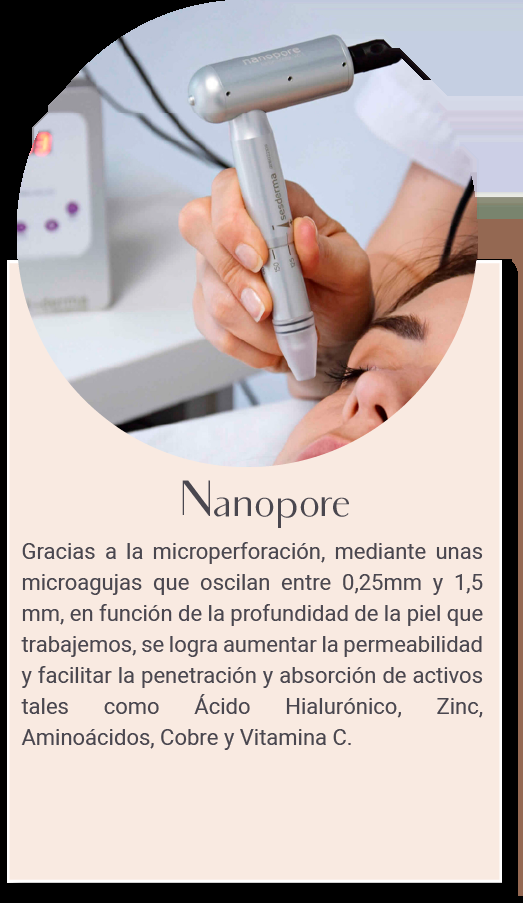 nanopore
sesderma
Nanopore
Gracias a la microperforación, mediante unas
microagujas que oscilan entre 0,25mm y 1,5
mm, en función de la profundidad de la piel que
trabajemos, se logra aumentar la permeabilidad
y facilitar la penetración y absorción de activos
tales como Ácido Hialurónico, Zinc,
Aminoácidos, Cobre y Vitamina C.